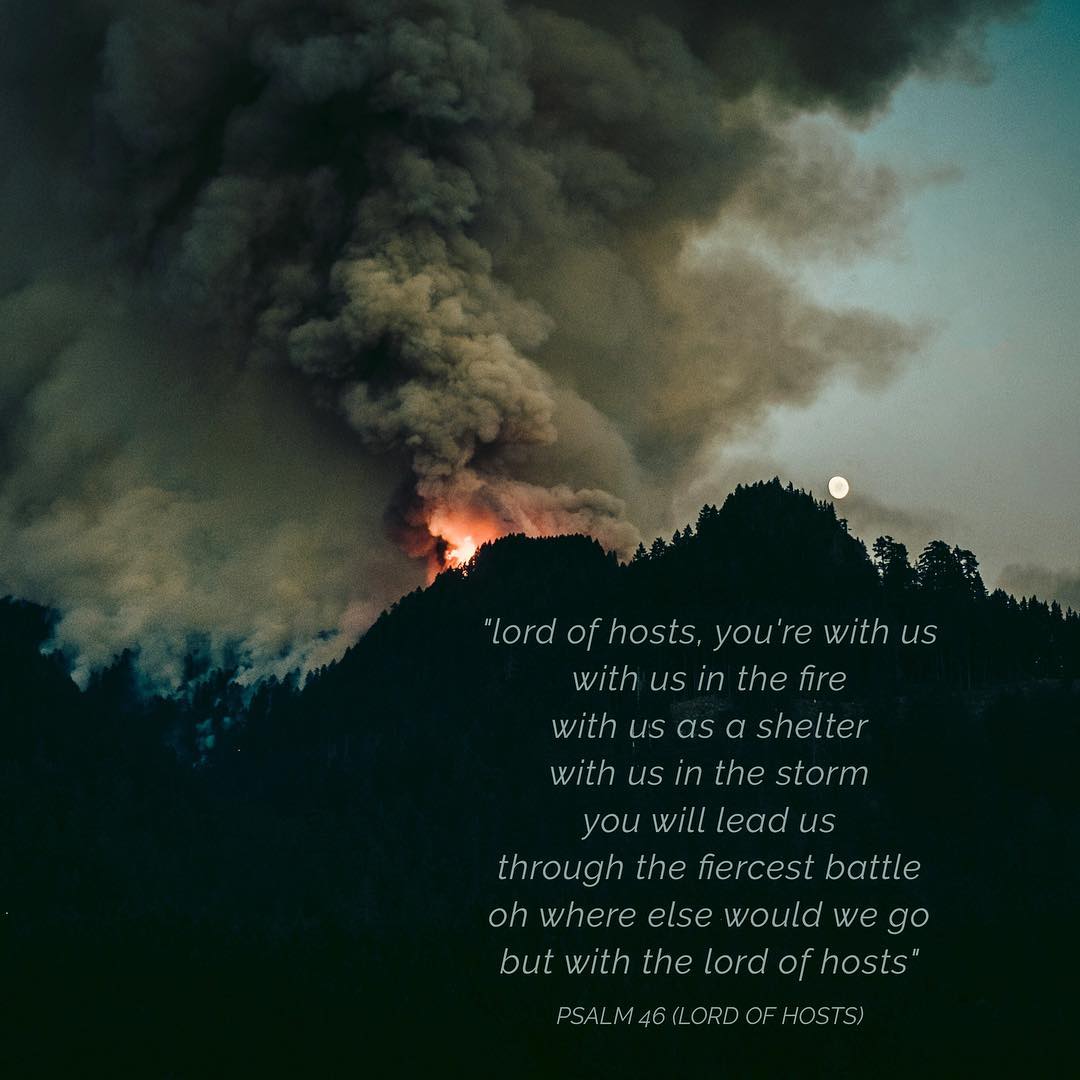 "lord of hosts, you're with us
with us in the fire
with us as a shelter
with us in the storm
you will lead us
through the fiercest battle
oh where else would we go
but with the lord of hosts"
PSALM 46 (LORD OF HOSTS)